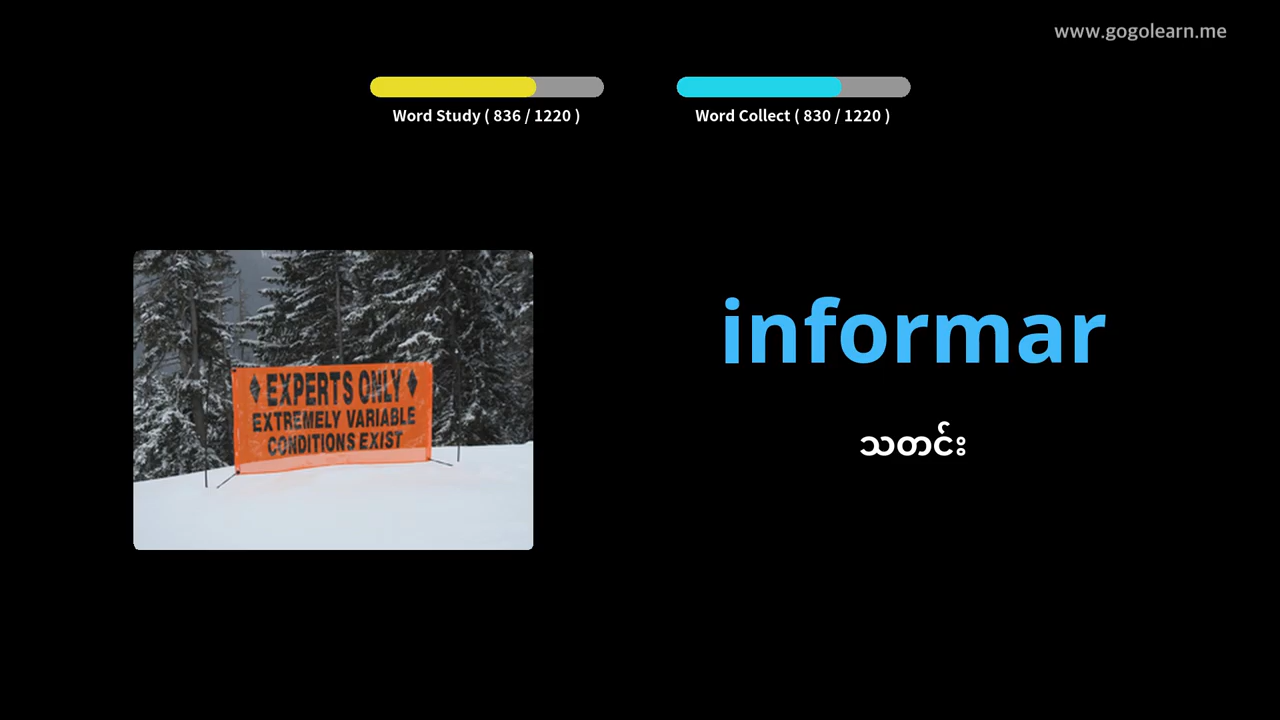 www.gogolearn.me
Word Study ( 836 / 1220 )
Word Collect ( 830 / 1220 )
EXPERTS ONLY
EXTREMELY VARIABLE
CONDITIONS EXIST
informar
သတင်း